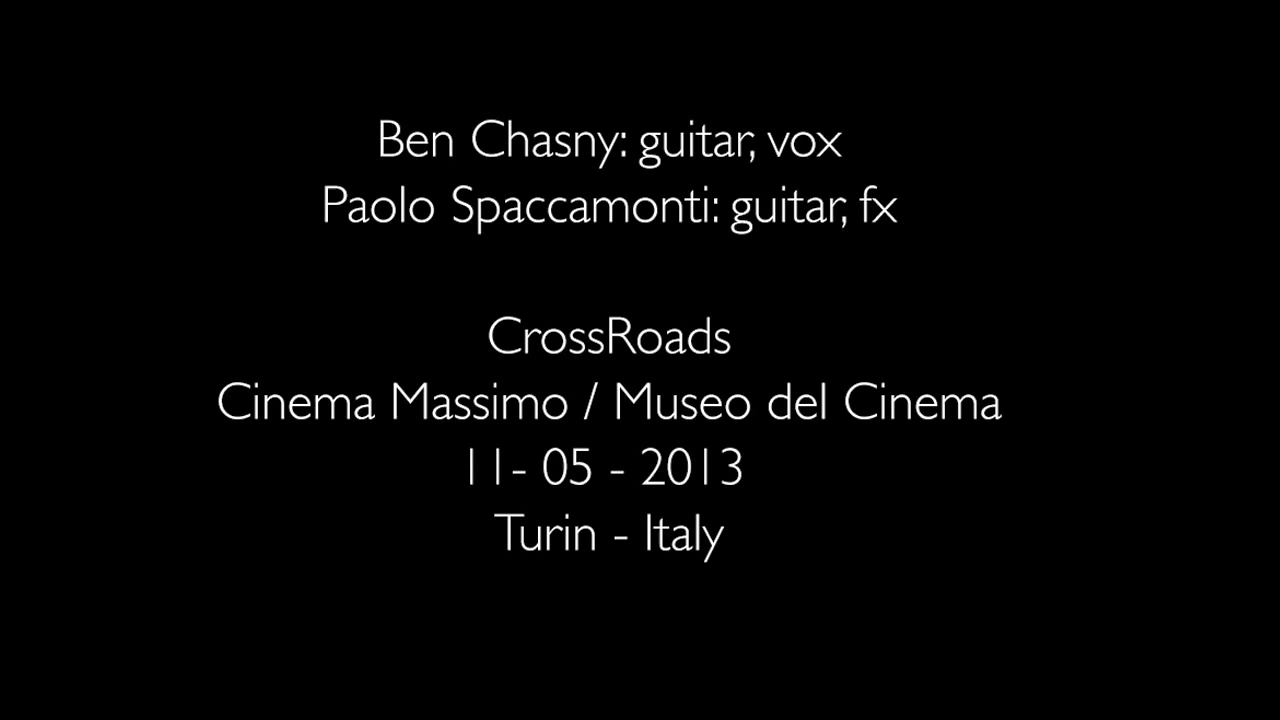 Ben Chasny: guitar, vox
Paolo Spaccamonti: guitar, fx
CrossRoads
Cinema Massimo / Museo del Cinema
11- 05 - 2013
Turin - Italy